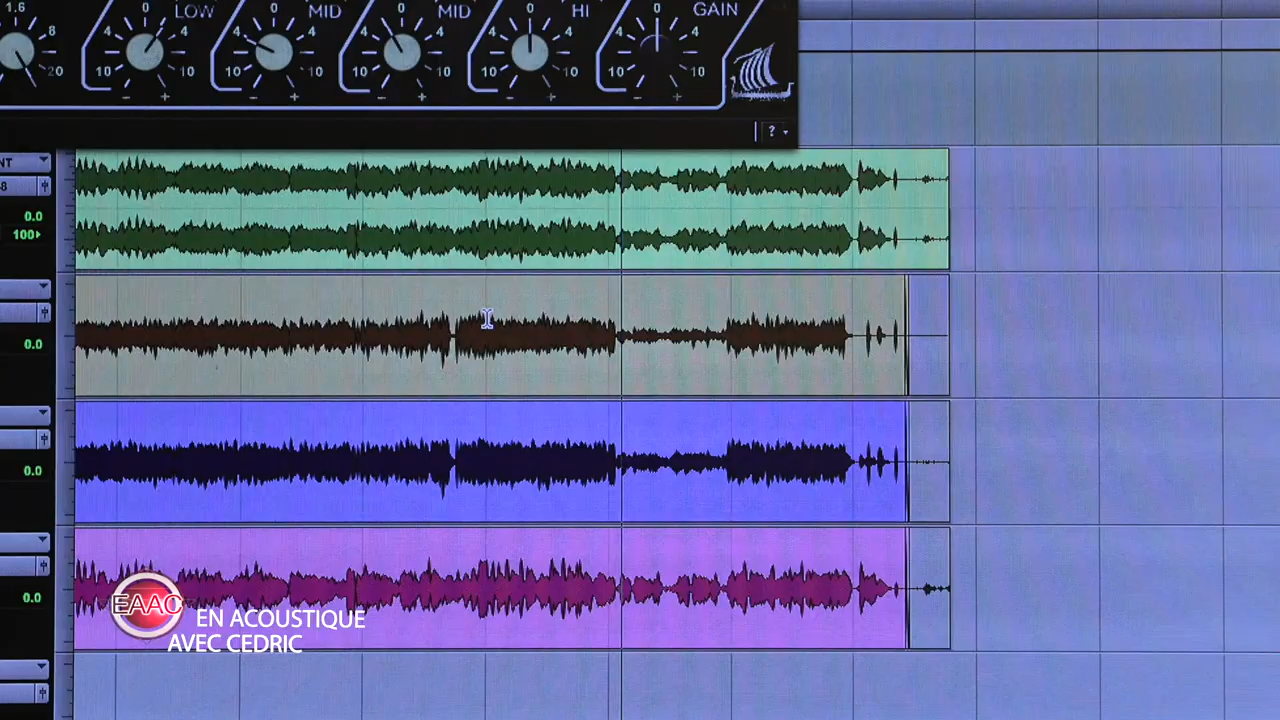 1.6 0 LOW 0 MID 0 MID 0 HI 0 GAIN
8 4 4 4 4 4 4 4 4 4 4
20 10 10 10 10 10 10 10 10 10 10
- + - + - + - + - +
?
NT
8
0.0
100
0.0
0.0
0.0
EAAC
EN ACOUSTIQUE
AVEC CEDRIC